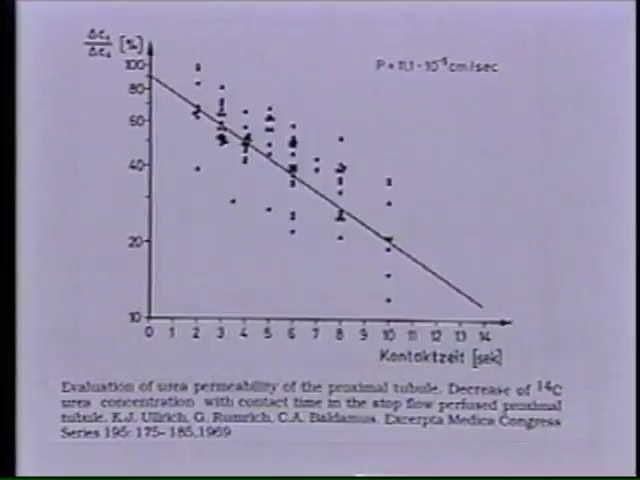 Δc₁/Δc₄ [%]
P = 11,1 · 10⁻⁵ cm/sec
100
80
60
40
20
10
0 1 2 3 4 5 6 7 8 9 10 11 12 13 14
Kontaktzeit [sek]
Evaluation of urea permeability of the proximal tubule. Decrease of ¹⁴C
urea concentration with contact time in the stop flow perfused proximal
tubule. K.J. Ullrich, G. Rumrich, C.A. Baldamus. Excerpta Medica Congress
Series 195: 175- 185,1969